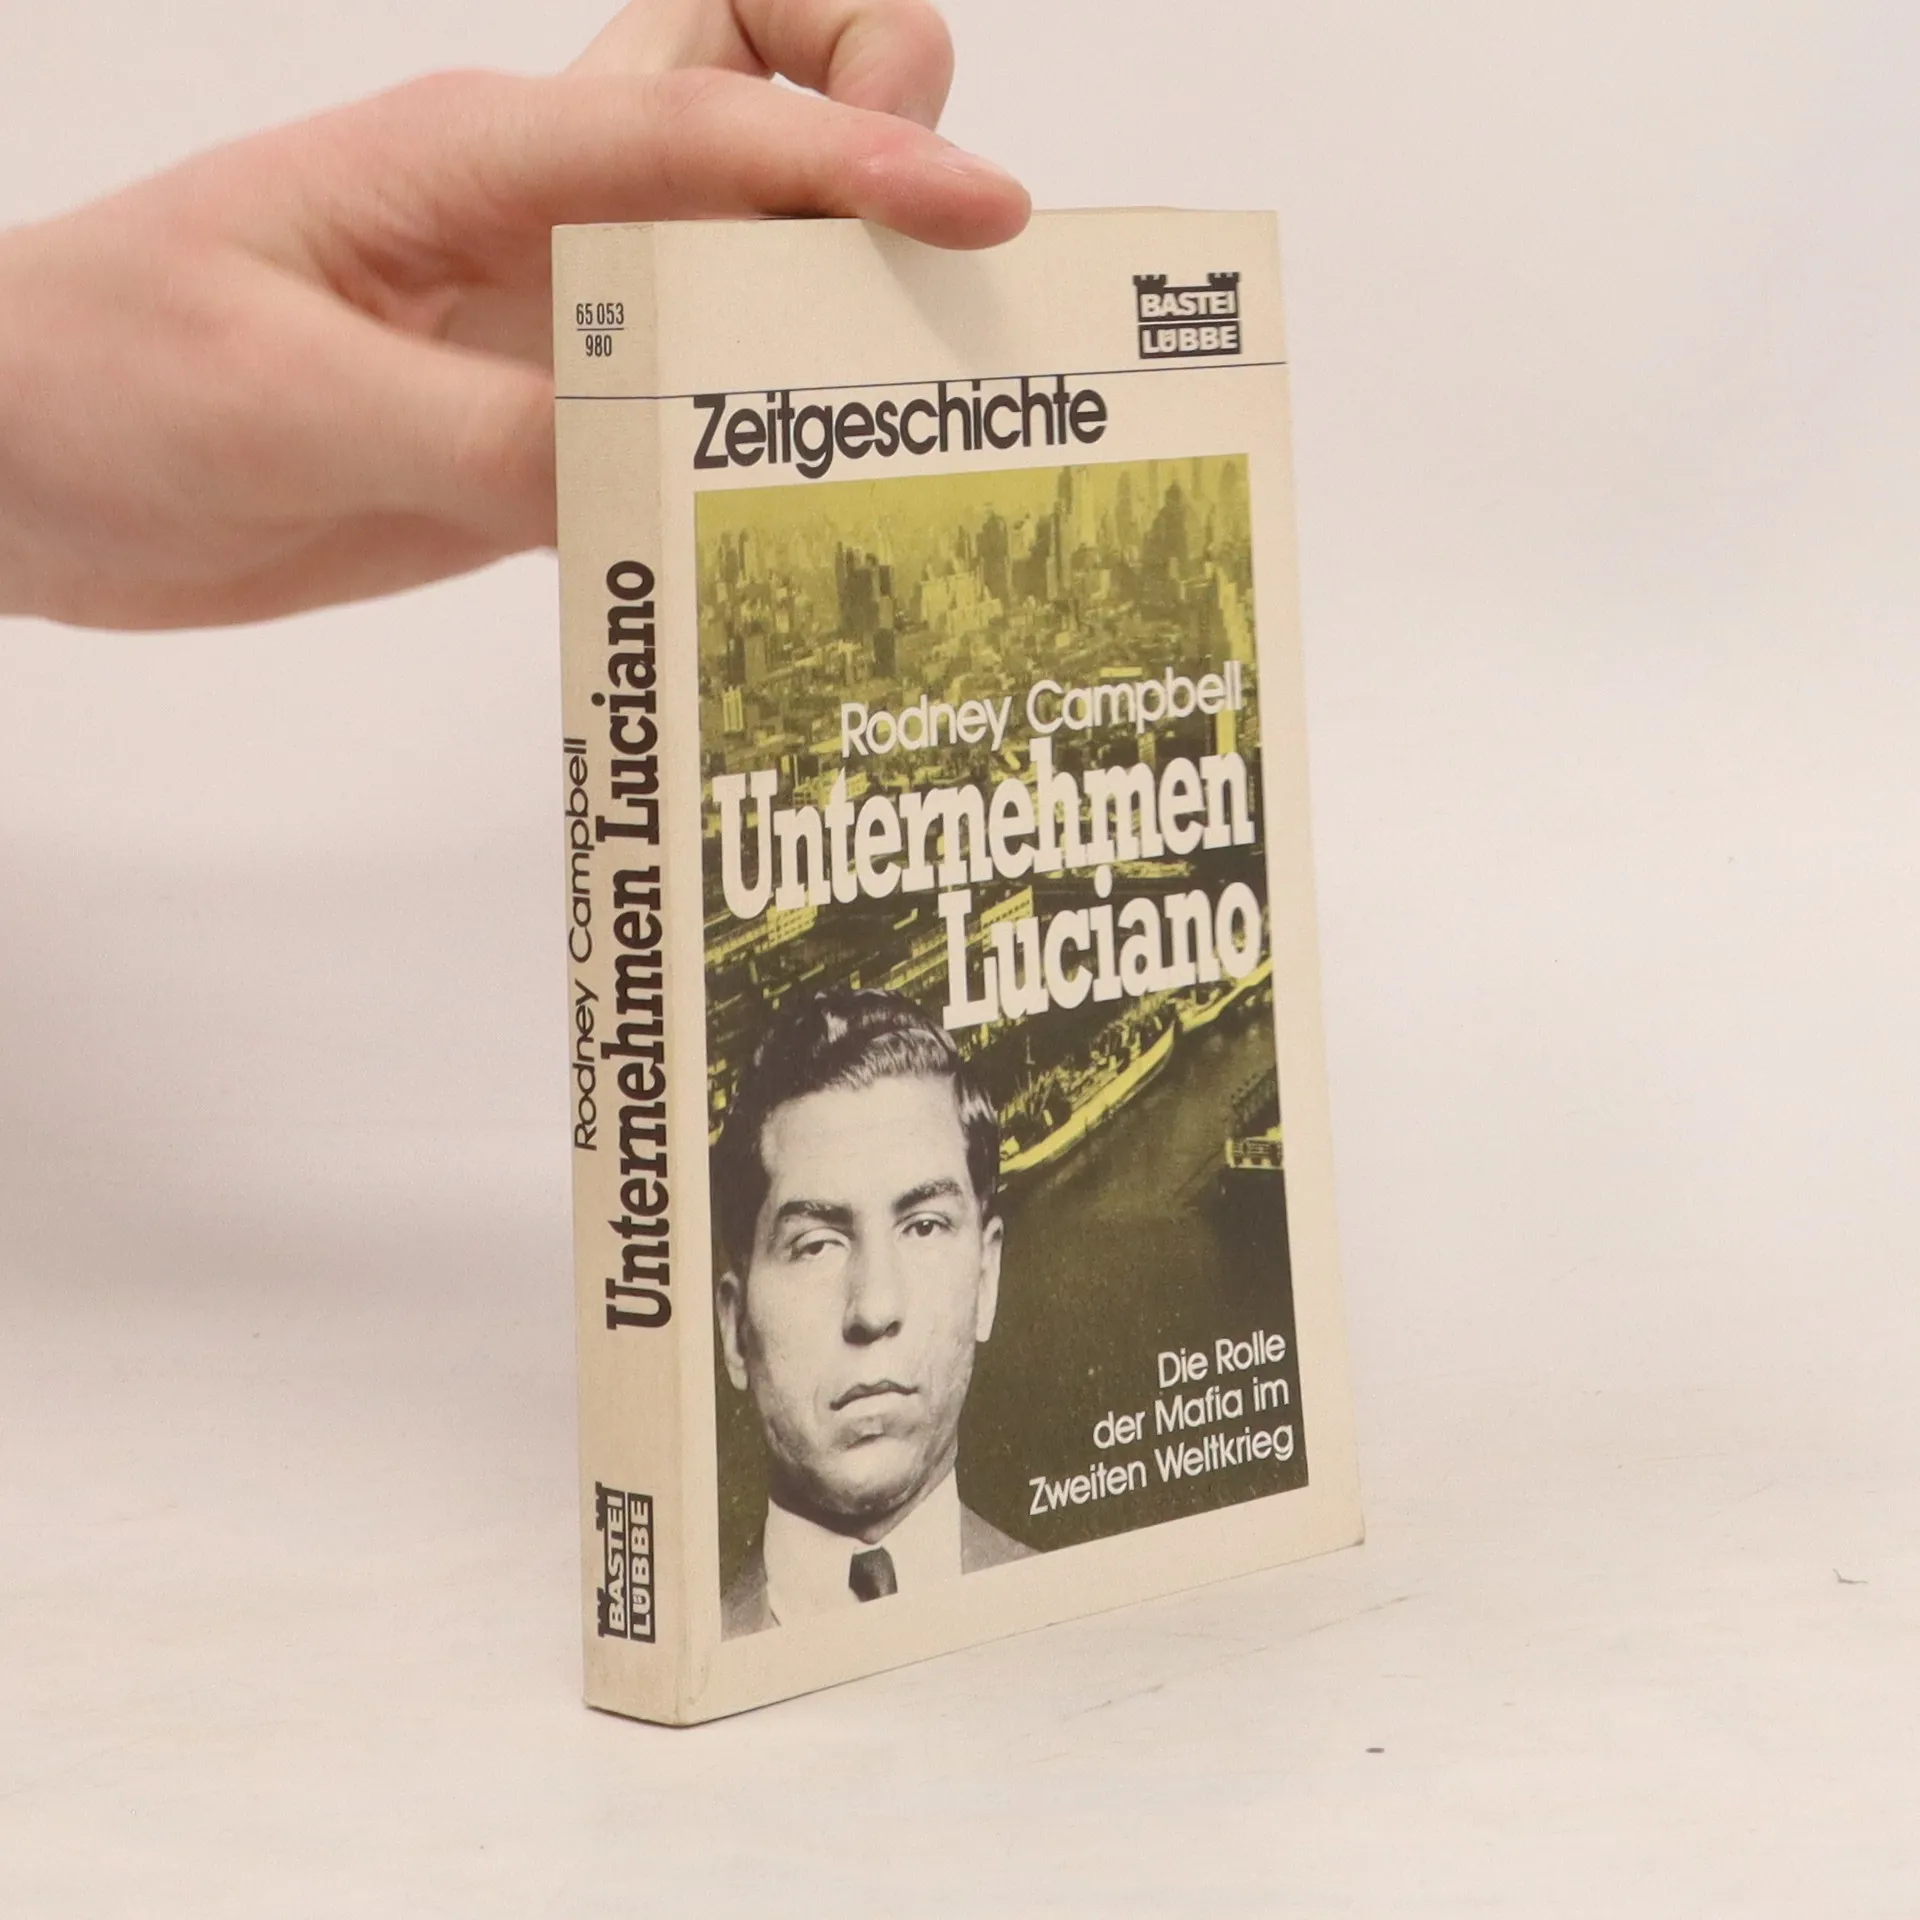 65 053
980
Rodney Campbell
Unternehmen Luciano
BASTEI
LÜBBE
BASTEI
LÜBBE
Zeitgeschichte
Rodney Campbell
Unternehmen
Luciano
Die Rolle
der Mafia im
Zweiten Weltkrieg